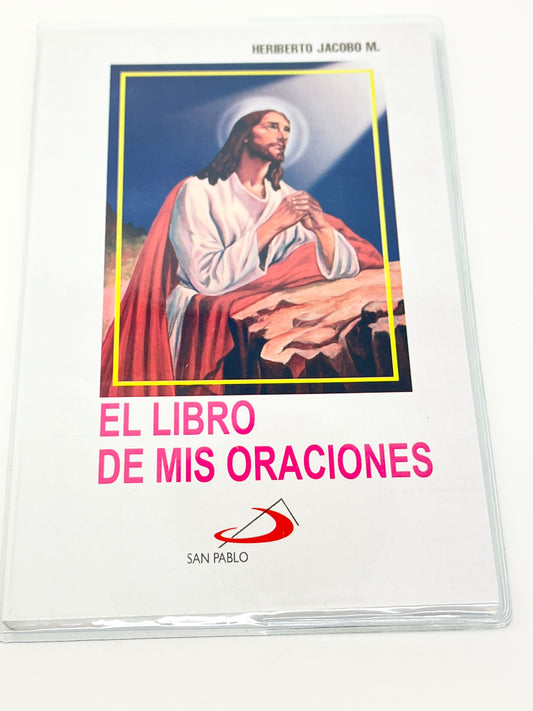 HERIBERTO JACOBO M.
EL LIBRO
DE MIS ORACIONES
SAN PABLO